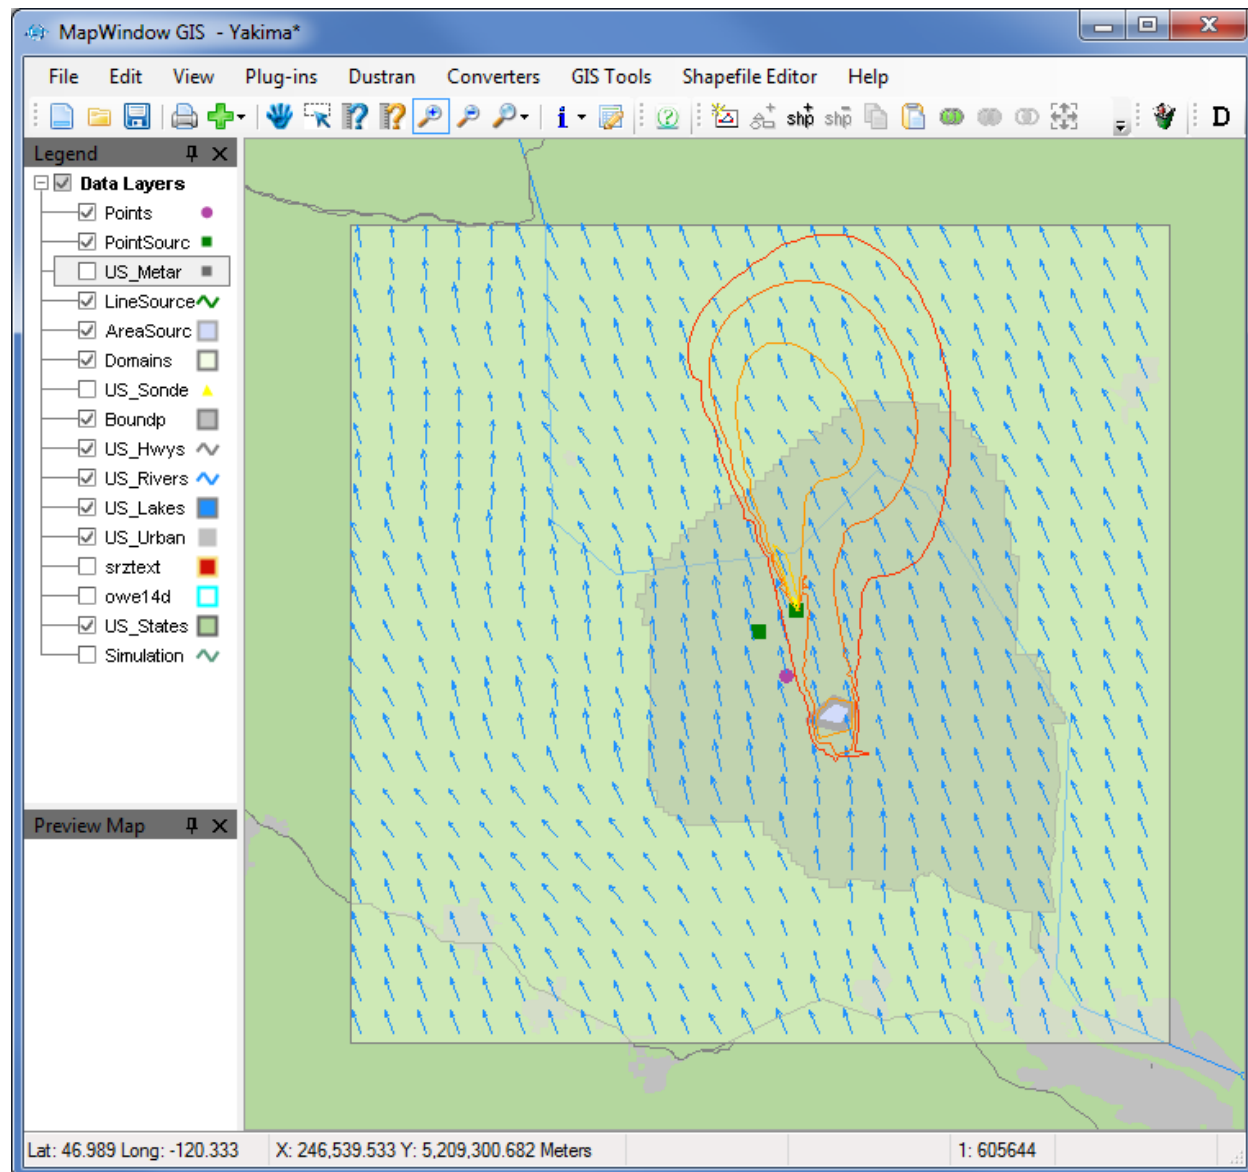 MapWindow GIS - Yakima*
File Edit View Plug-ins Dustran Converters GIS Tools Shapefile Editor Help
shp shp D
Legend
Data Layers
Points
PointSourc
US_Metar
LineSource
AreaSourc
Domains
US_Sonde
Boundp
US_Hwys
US_Rivers
US_Lakes
US_Urban
srztext
owe14d
US_States
Simulation
Preview Map
Lat: 46.989 Long: -120.333 X: 246,539.533 Y: 5,209,300.682 Meters 1: 605644